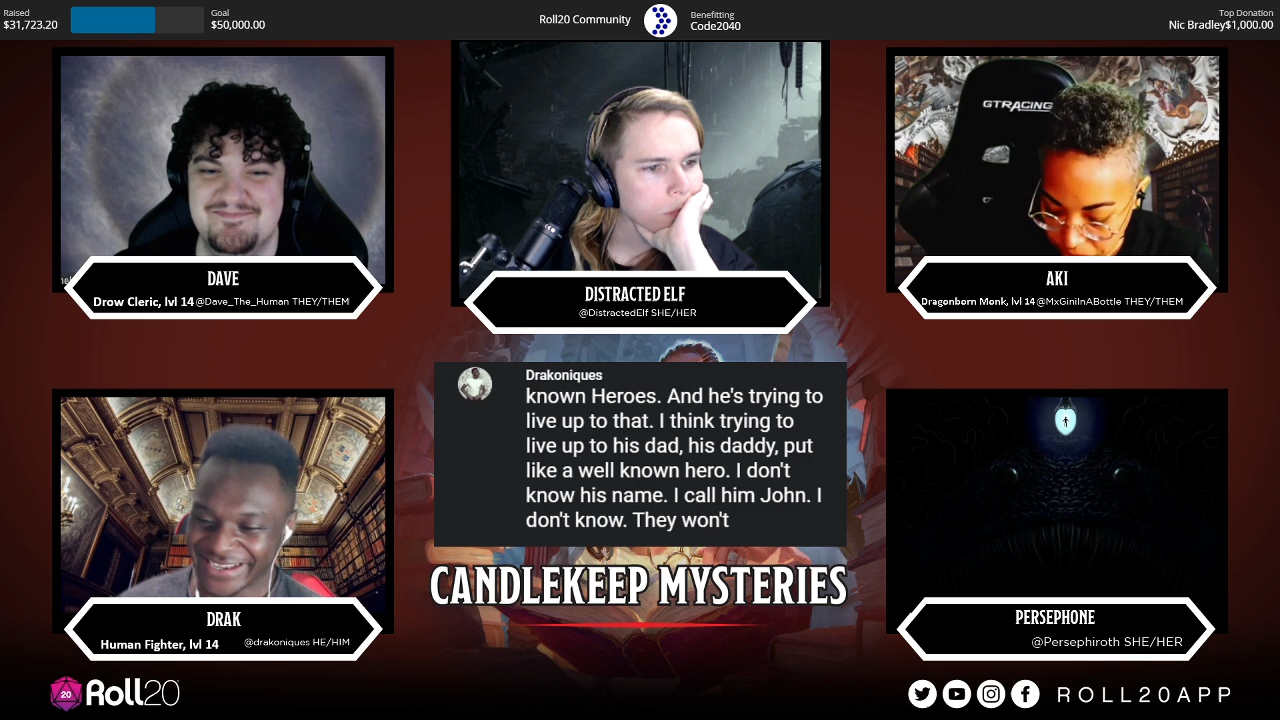 Raised
$31,723.20
Goal
$50,000.00
Roll20 Community
Benefitting
Code2040
Top Donation
Nic Bradley$1,000.00
GTRACING
DAVE
Drow Cleric, lvl 14 @Dave_The_Human THEY/THEM
DISTRACTED ELF
@DistractedElf SHE/HER
AKI
Dragonborn Monk, lvl 14 @MxGiniInABottle THEY/THEM
Drakoniques
known Heroes. And he's trying to
live up to that. I think trying to
live up to his dad, his daddy, put
like a well known hero. I don't
know his name. I call him John. I
don't know. They won't
CANDLEKEEP MYSTERIES
DRAK
Human Fighter, lvl 14 @drakoniques HE/HIM
PERSEPHONE
@Persephiroth SHE/HER
20
Roll20
ROLL20APP